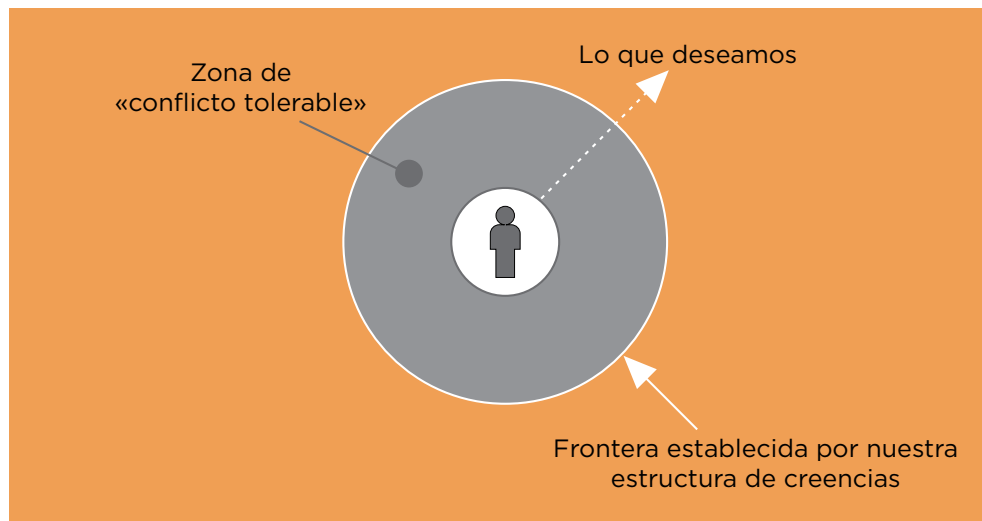 Lo que deseamos
Zona de
«conflicto tolerable»
Frontera establecida por nuestra
estructura de creencias